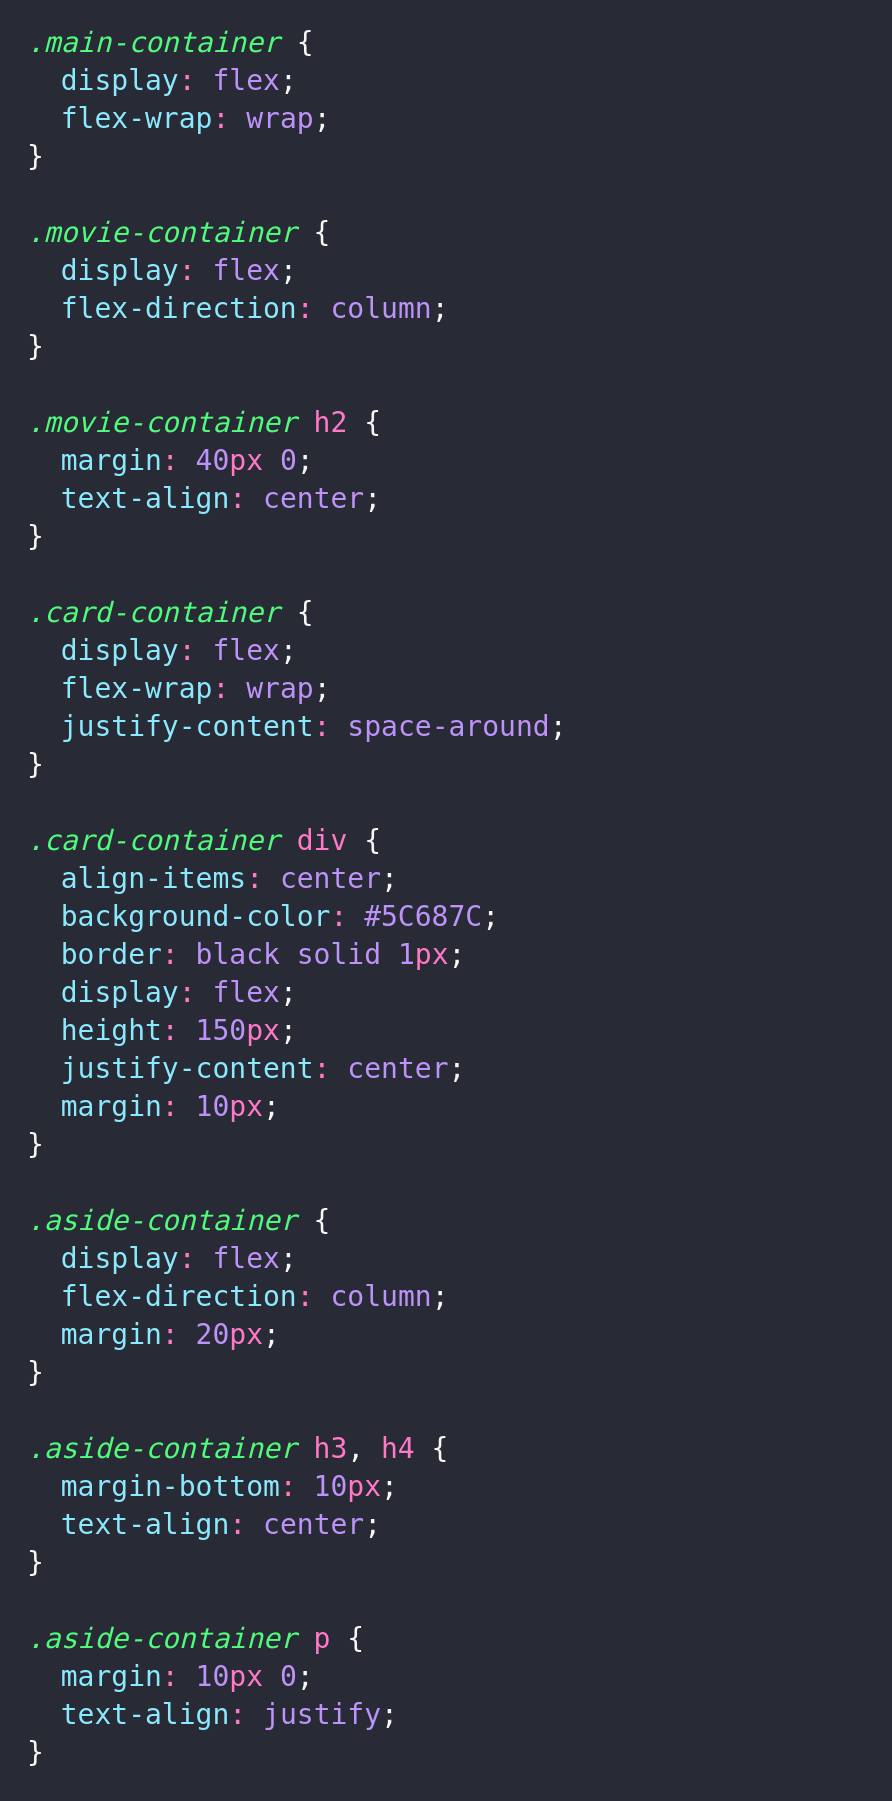 .main-container {
  display: flex;
  flex-wrap: wrap;
}

.movie-container {
  display: flex;
  flex-direction: column;
}

.movie-container h2 {
  margin: 40px 0;
  text-align: center;
}

.card-container {
  display: flex;
  flex-wrap: wrap;
  justify-content: space-around;
}

.card-container div {
  align-items: center;
  background-color: #5C687C;
  border: black solid 1px;
  display: flex;
  height: 150px;
  justify-content: center;
  margin: 10px;
}

.aside-container {
  display: flex;
  flex-direction: column;
  margin: 20px;
}

.aside-container h3, h4 {
  margin-bottom: 10px;
  text-align: center;
}

.aside-container p {
  margin: 10px 0;
  text-align: justify;
}